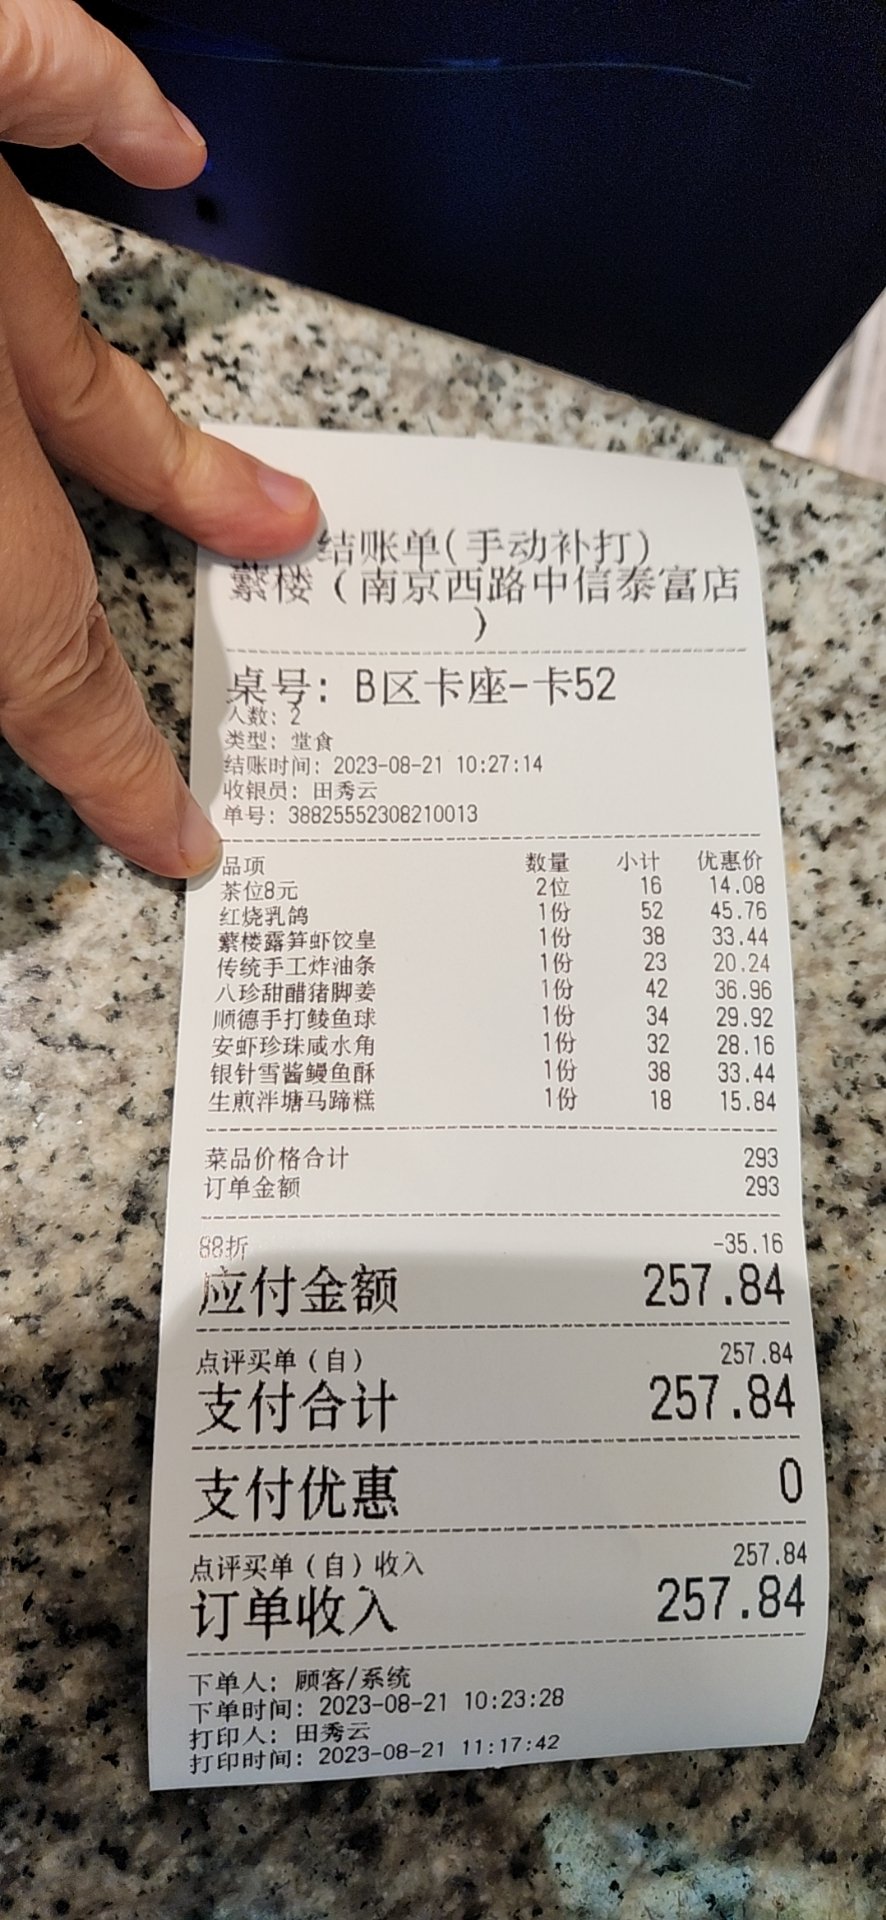 结账单(手动补打)
蘩楼（南京西路中信泰富店
）
桌号: B区卡座-卡52
人数: 2
类型: 堂食
结账时间: 2023-08-21 10:27:14
收银员: 田秀云
单号: 38825552308210013
品项 数量 小计 优惠价
茶位8元 2位 16 14.08
红烧乳鸽 1份 52 45.76
蘩楼露笋虾饺皇 1份 38 33.44
传统手工炸油条 1份 23 20.24
八珍甜醋猪脚姜 1份 42 36.96
顺德手打鲮鱼球 1份 34 29.92
安虾珍珠咸水角 1份 32 28.16
银针雪酱鳗鱼酥 1份 38 33.44
生煎泮塘马蹄糕 1份 18 15.84
菜品价格合计 293
订单金额 293
88折 -35.16
应付金额 257.84
点评买单（自） 257.84
支付合计 257.84
支付优惠 0
点评买单（自）收入 257.84
订单收入 257.84
下单人: 顾客/系统
下单时间: 2023-08-21 10:23:28
打印人: 田秀云
打印时间: 2023-08-21 11:17:42